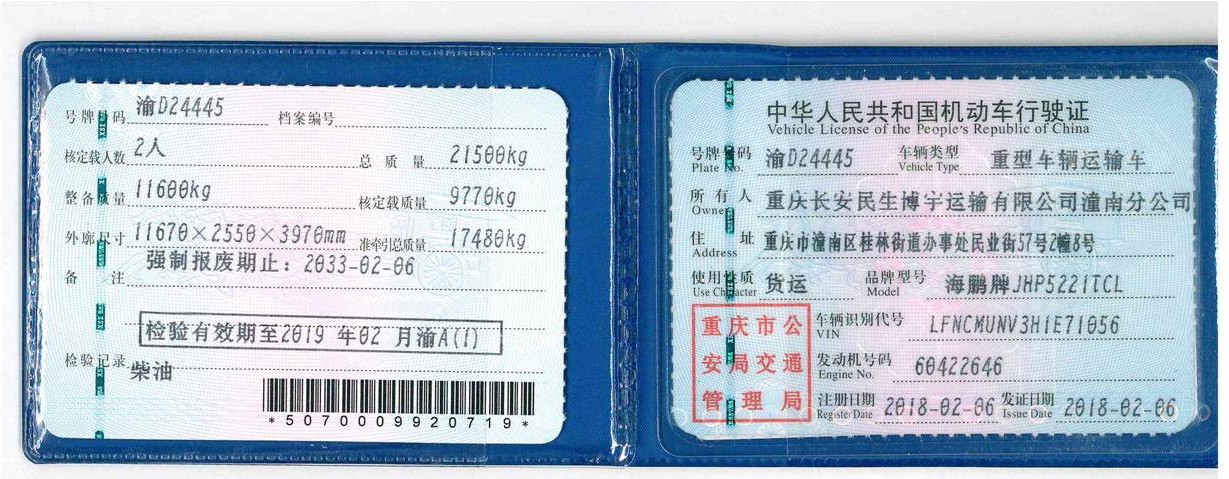 号牌号码 渝D24445 档案编号
核定载人数 2人 总质量 21500kg
整备质量 11600kg 核定载质量 9770kg
外廓尺寸 11670×2550×3970mm 准牵引总质量 17480kg
强制报废期止：2033-02-06
备注
检验有效期至2019 年02 月渝A(1)
检验记录
柴油
*5070009920719*
中华人民共和国机动车行驶证
Vehicle License of the People's Republic of China
号牌号码 渝D24445 车辆类型 重型车辆运输车
Plate No. Vehicle Type
所有人 重庆长安民生博宇运输有限公司潼南分公司
Owner
住址 重庆市潼南区桂林街道办事处民业街57号2幢8号
Address
使用性质 货运 品牌型号 海鹏牌JHP5221TCL
Use Character Model
重庆市公
安局交通
管理局
车辆识别代号 LFNCMUNV3H1E71056
VIN
发动机号码 60422646
Engine No.
注册日期 2018-02-06 发证日期 2018-02-06
Register Date Issue Date